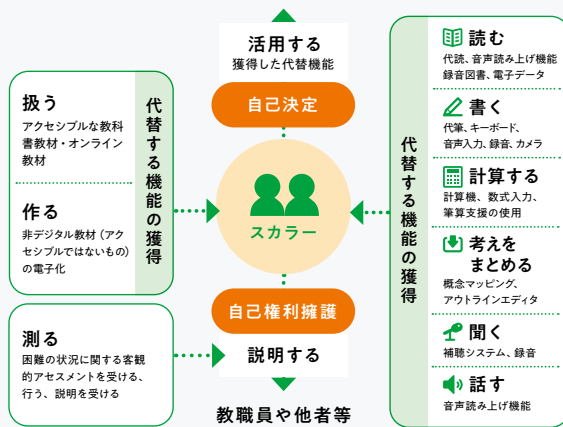 活用する
獲得した代替機能
自己決定
スカラー
自己権利擁護
説明する
教職員や他者等
扱う
アクセシブルな教科
書教材・オンライン
教材
作る
非デジタル教材（アク
セシブルではないもの）
の電子化
代替する機能の獲得
測る
困難の状況に関する客観
的アセスメントを受ける、
行う、説明を受ける
代替する機能の獲得
読む
代読、音声読み上げ機能
録音図書、電子データ
書く
代筆、キーボード、
音声入力、録音、カメラ
計算する
計算機、数式入力、
筆算支援の使用
考えを
まとめる
概念マッピング、
アウトラインエディタ
聞く
補聴システム、録音
話す
音声読み上げ機能